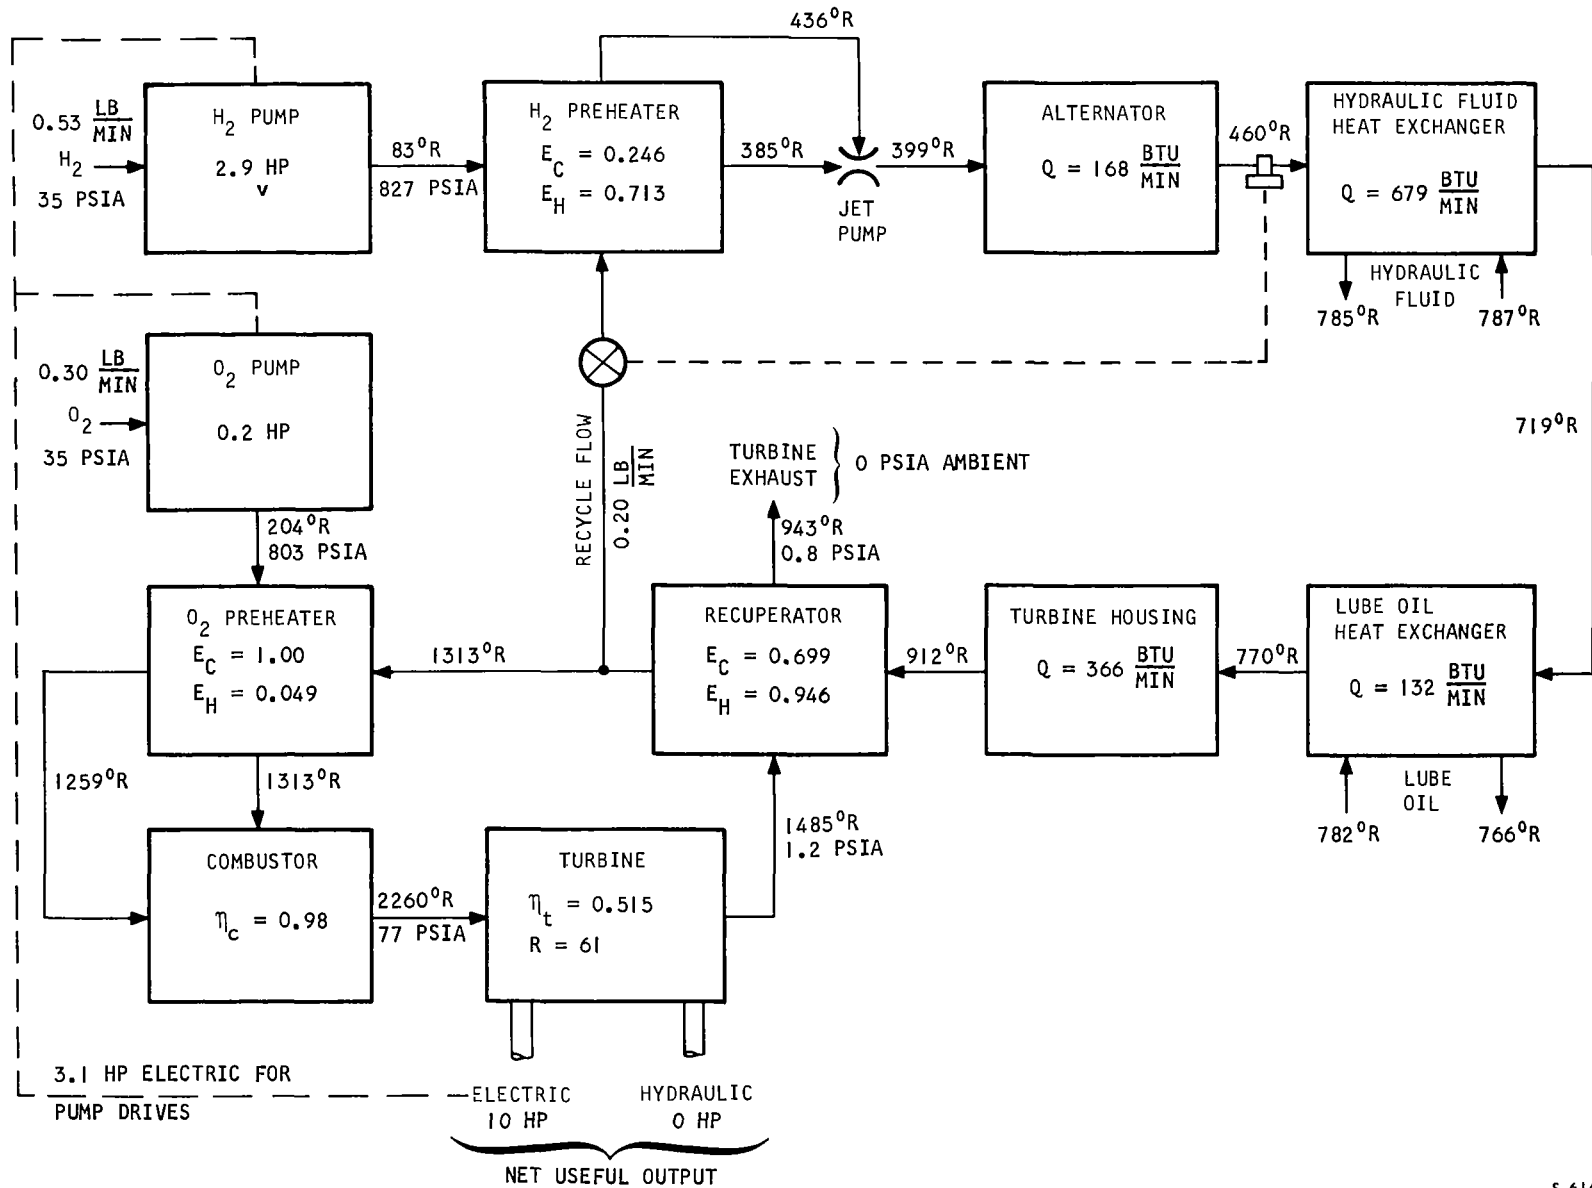 436°R
0.53 LB/MIN
H2
35 PSIA
H2 PUMP
2.9 HP
v
83°R
827 PSIA
H2 PREHEATER
EC = 0.246
EH = 0.713
385°R
JET
PUMP
399°R
ALTERNATOR
Q = 168 BTU/MIN
460°R
HYDRAULIC FLUID
HEAT EXCHANGER
Q = 679 BTU/MIN
HYDRAULIC
FLUID
785°R
787°R
0.30 LB/MIN
O2
35 PSIA
O2 PUMP
0.2 HP
204°R
803 PSIA
RECYCLE FLOW
0.20 LB/MIN
TURBINE
EXHAUST
0 PSIA AMBIENT
943°R
0.8 PSIA
719°R
O2 PREHEATER
EC = 1.00
EH = 0.049
1313°R
RECUPERATOR
EC = 0.699
EH = 0.946
912°R
TURBINE HOUSING
Q = 366 BTU/MIN
770°R
LUBE OIL
HEAT EXCHANGER
Q = 132 BTU/MIN
LUBE
OIL
782°R
766°R
1259°R
1313°R
COMBUSTOR
ηc = 0.98
2260°R
77 PSIA
TURBINE
ηt = 0.515
R = 61
1485°R
1.2 PSIA
3.1 HP ELECTRIC FOR
PUMP DRIVES
ELECTRIC
10 HP
HYDRAULIC
0 HP
NET USEFUL OUTPUT